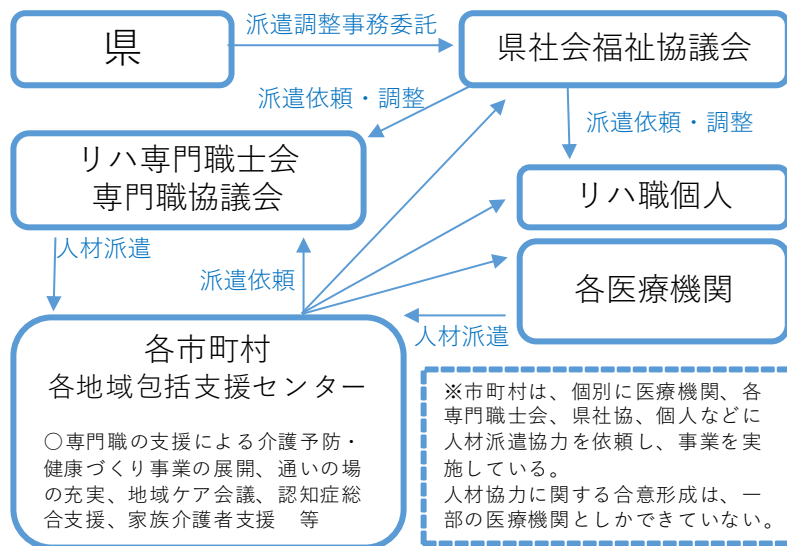 県
派遣調整事務委託
県社会福祉協議会
派遣依頼・調整
派遣依頼・調整
リハ専門職士会
専門職協議会
リハ職個人
人材派遣
派遣依頼
各医療機関
人材派遣
各市町村
各地域包括支援センター
○専門職の支援による介護予防・
健康づくり事業の展開、通いの場
の充実、地域ケア会議、認知症総
合支援、家族介護者支援　等
※市町村は、個別に医療機関、各
専門職士会、県社協、個人などに
人材派遣協力を依頼し、事業を実
施している。
人材協力に関する合意形成は、一
部の医療機関としかできていない。